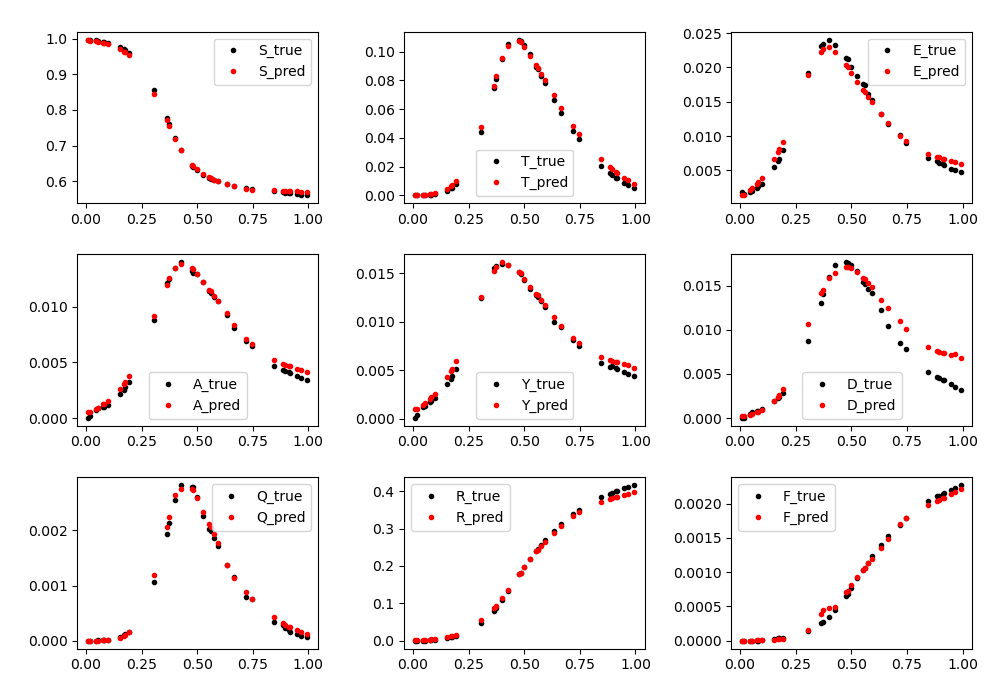 1.0
0.9
0.8
0.7
0.6
0.00 0.25 0.50 0.75 1.00
S_true
S_pred
0.10
0.08
0.06
0.04
0.02
0.00
0.00 0.25 0.50 0.75 1.00
T_true
T_pred
0.025
0.020
0.015
0.010
0.005
0.00 0.25 0.50 0.75 1.00
E_true
E_pred
0.010
0.005
0.000
0.00 0.25 0.50 0.75 1.00
A_true
A_pred
0.015
0.010
0.005
0.000
0.00 0.25 0.50 0.75 1.00
Y_true
Y_pred
0.015
0.010
0.005
0.000
0.00 0.25 0.50 0.75 1.00
D_true
D_pred
0.002
0.001
0.000
0.00 0.25 0.50 0.75 1.00
Q_true
Q_pred
0.4
0.3
0.2
0.1
0.0
0.00 0.25 0.50 0.75 1.00
R_true
R_pred
0.0020
0.0015
0.0010
0.0005
0.0000
0.00 0.25 0.50 0.75 1.00
F_true
F_pred